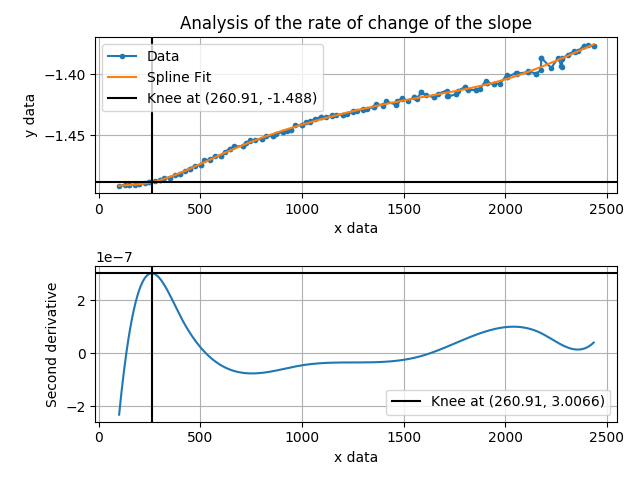 Analysis of the rate of change of the slope
Data
Spline Fit
Knee at (260.91, -1.488)
−1.40
−1.45
y data
0 500 1000 1500 2000 2500
x data
1e−7
2
0
−2
Second derivative
Knee at (260.91, 3.0066)
0 500 1000 1500 2000 2500
x data